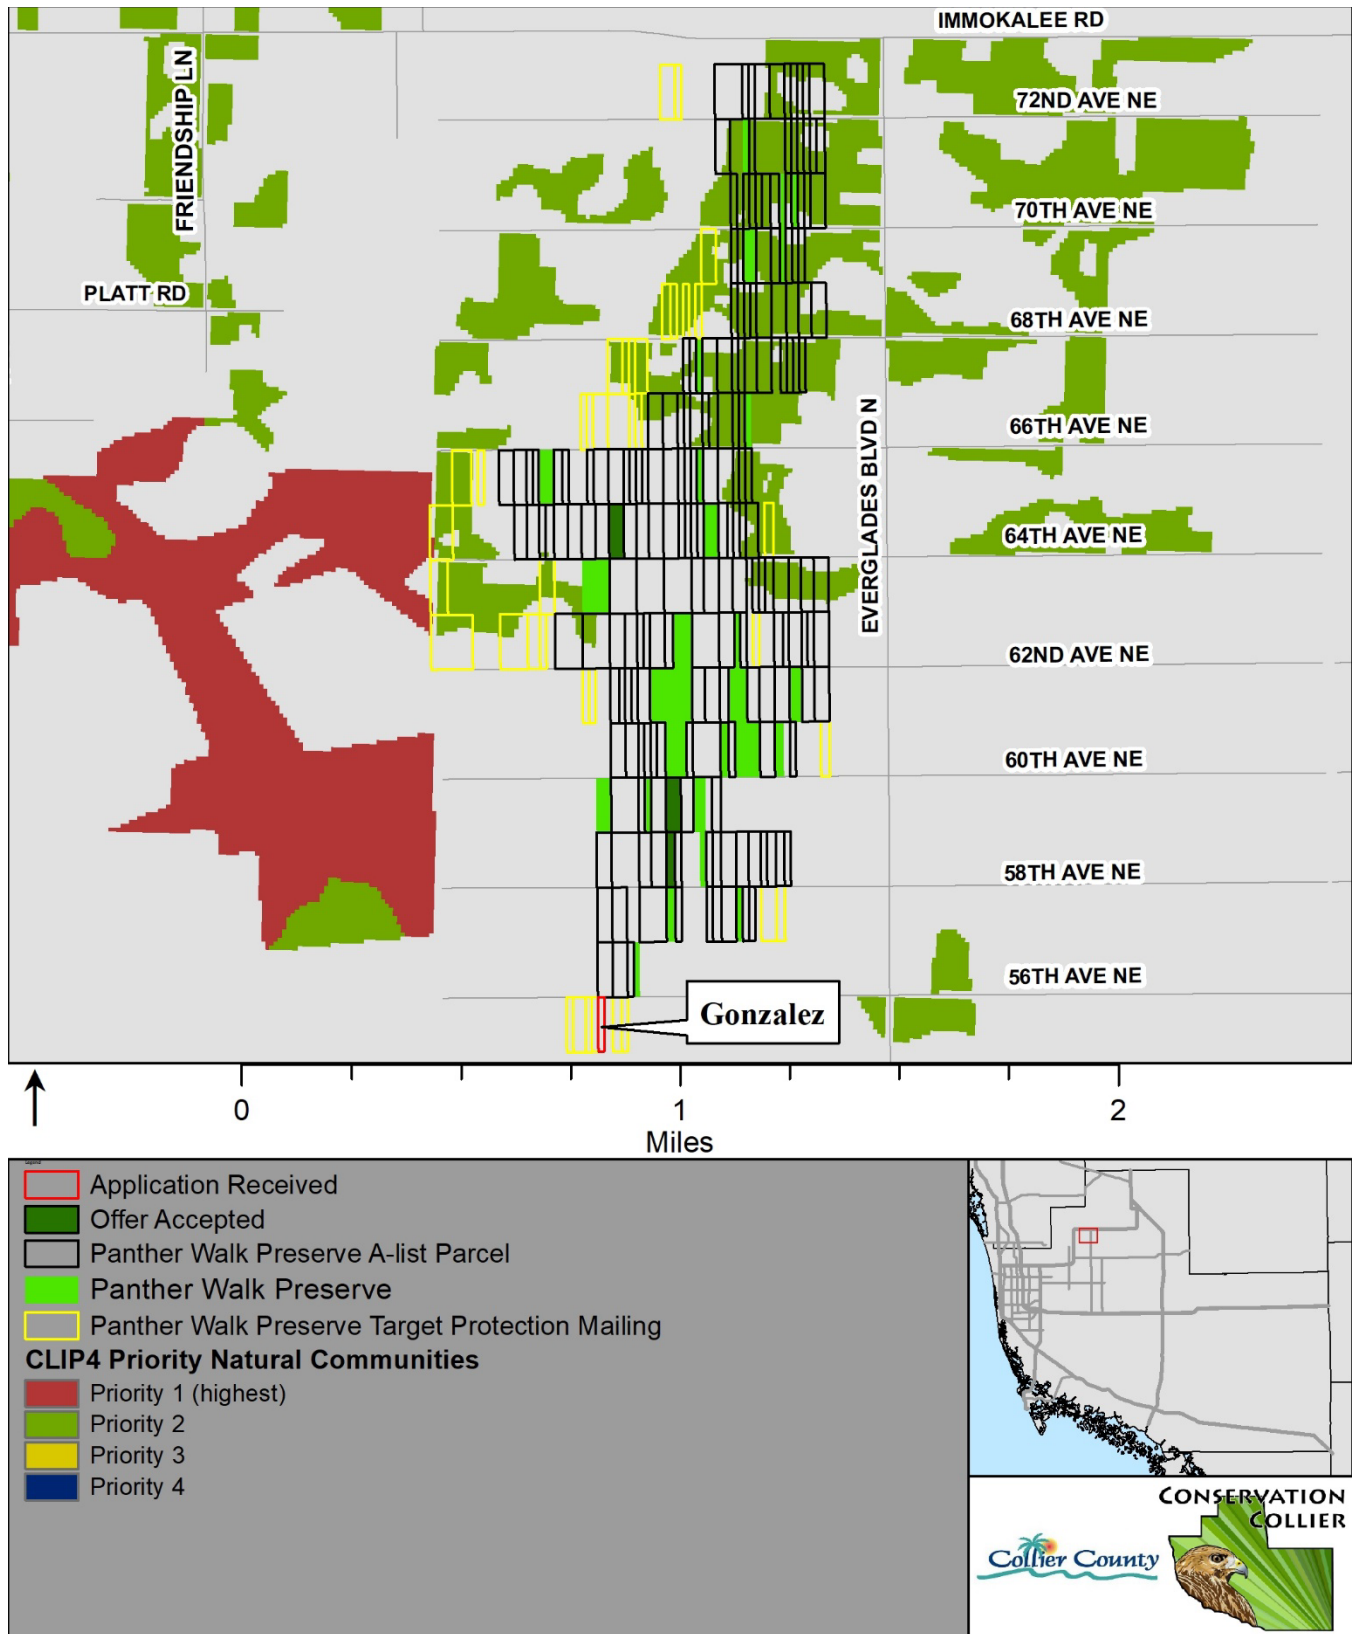 IMMOKALEE RD
FRIENDSHIP LN
72ND AVE NE
70TH AVE NE
PLATT RD
68TH AVE NE
EVERGLADES BLVD N
66TH AVE NE
64TH AVE NE
62ND AVE NE
60TH AVE NE
58TH AVE NE
56TH AVE NE
Gonzalez
0 1 2
Miles
Legend
Application Received
Offer Accepted
Panther Walk Preserve A-list Parcel
Panther Walk Preserve
Panther Walk Preserve Target Protection Mailing
CLIP4 Priority Natural Communities
Priority 1 (highest)
Priority 2
Priority 3
Priority 4
CONSERVATION
COLLIER
Collier County